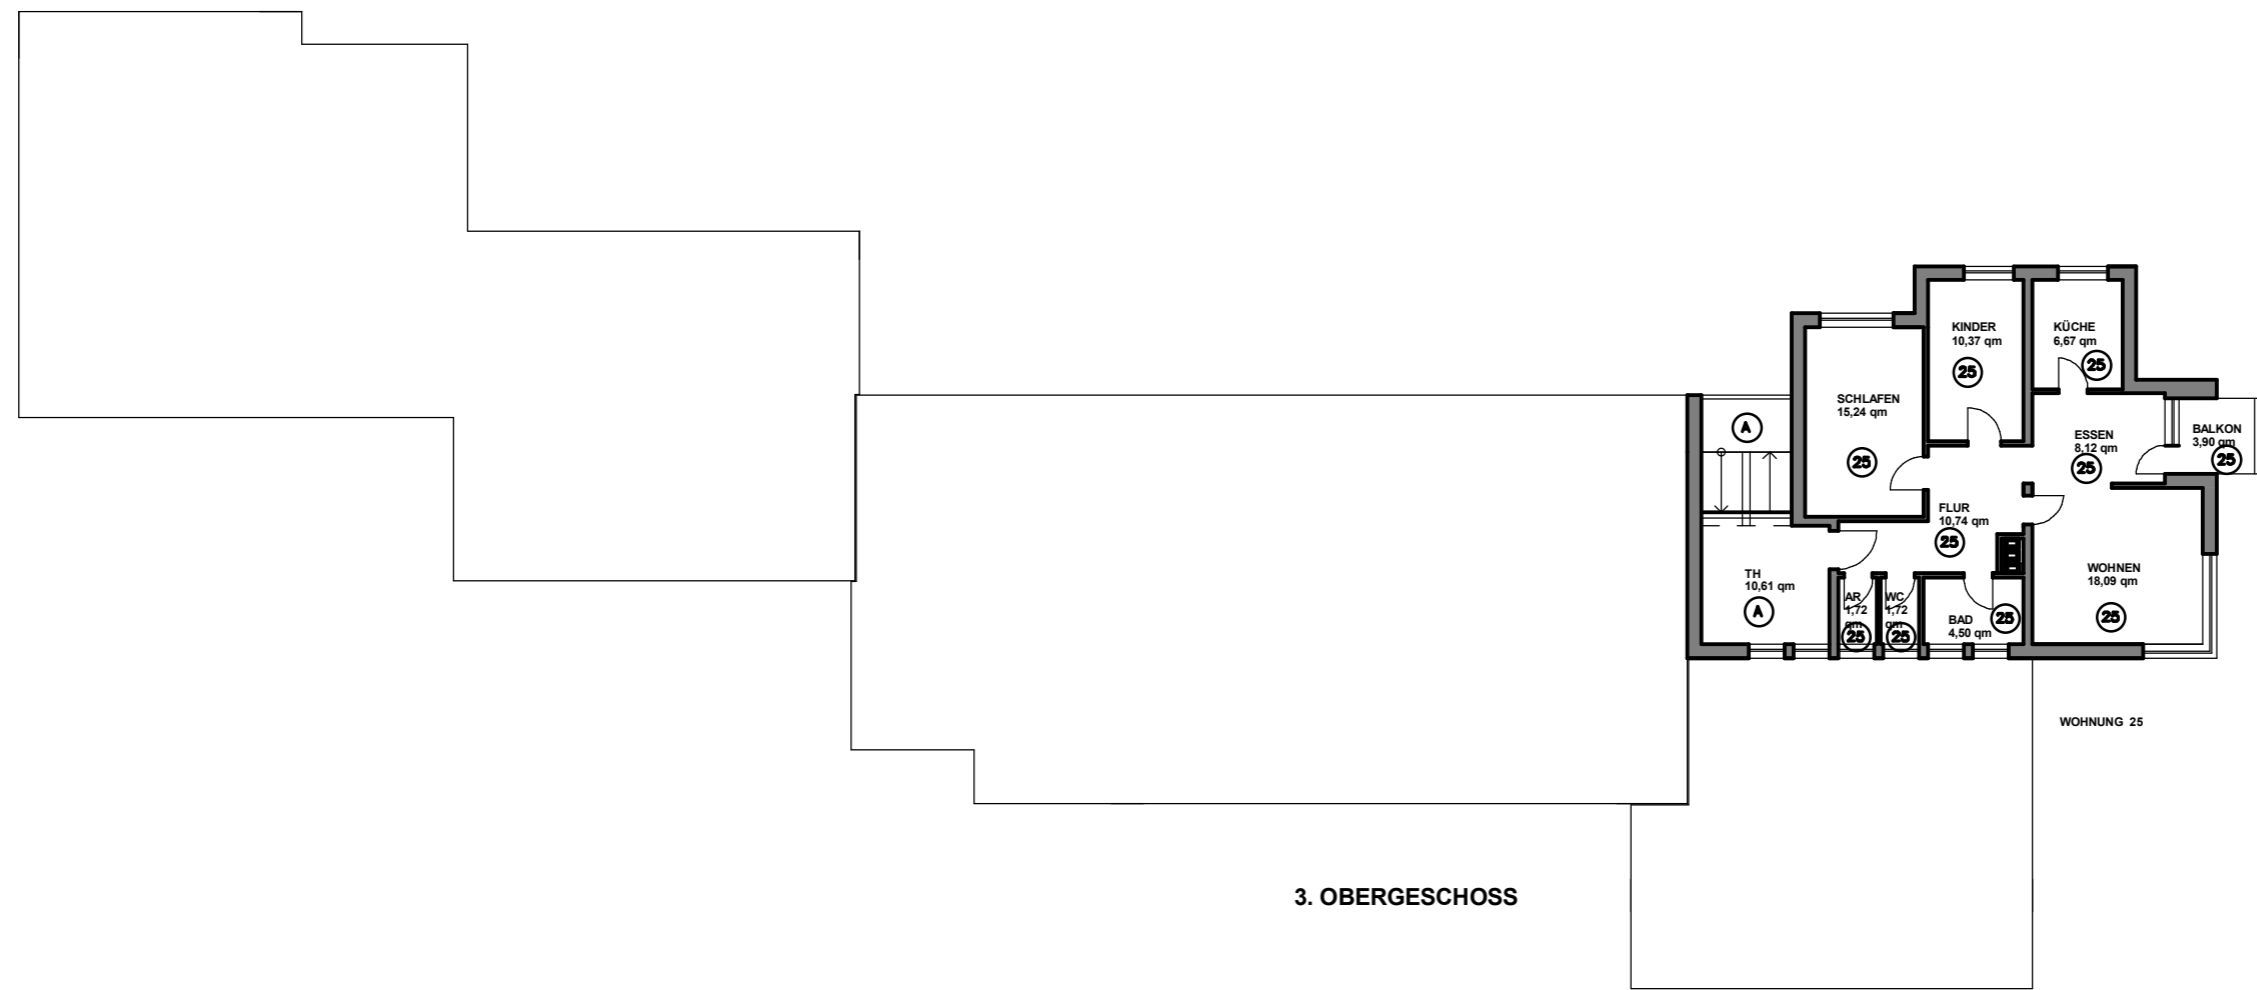 KINDER
10,37 qm
25
KÜCHE
6,67 qm
25
SCHLAFEN
15,24 qm
25
A
ESSEN
8,12 qm
25
BALKON
3,90 qm
25
FLUR
10,74 qm
25
TH
10,61 qm
A
AR
1,72
qm
25
WC
1,72
qm
25
BAD
4,50 qm
25
WOHNEN
18,09 qm
25
WOHNUNG 25
3. OBERGESCHOSS